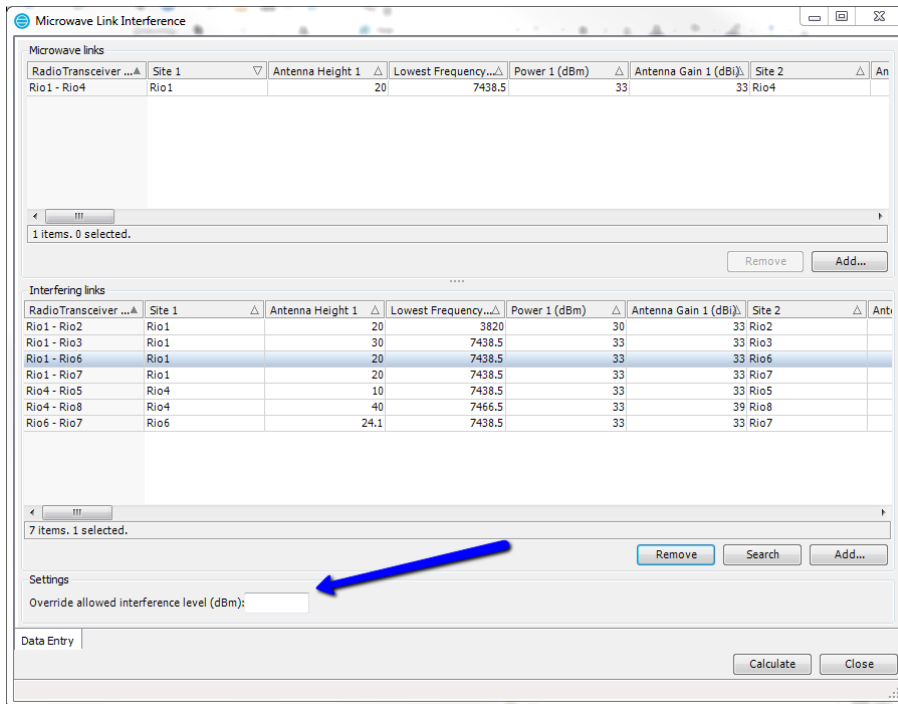 Microwave Link Interference
Microwave links
RadioTransceiver ... Site 1 Antenna Height 1 Lowest Frequency... Power 1 (dBm) Antenna Gain 1 (dBi) Site 2 An
Rio1 - Rio4 Rio1 20 7438.5 33 33 Rio4
1 items. 0 selected.
Remove Add...
Interfering links
RadioTransceiver ... Site 1 Antenna Height 1 Lowest Frequency... Power 1 (dBm) Antenna Gain 1 (dBi) Site 2 Ante
Rio1 - Rio2 Rio1 20 3820 30 33 Rio2
Rio1 - Rio3 Rio1 30 7438.5 33 33 Rio3
Rio1 - Rio6 Rio1 20 7438.5 33 33 Rio6
Rio1 - Rio7 Rio1 20 7438.5 33 33 Rio7
Rio4 - Rio5 Rio4 10 7438.5 33 33 Rio5
Rio4 - Rio8 Rio4 40 7466.5 33 39 Rio8
Rio6 - Rio7 Rio6 24.1 7438.5 33 33 Rio7
7 items. 1 selected.
Remove Search Add...
Settings
Override allowed interference level (dBm):
Data Entry
Calculate Close